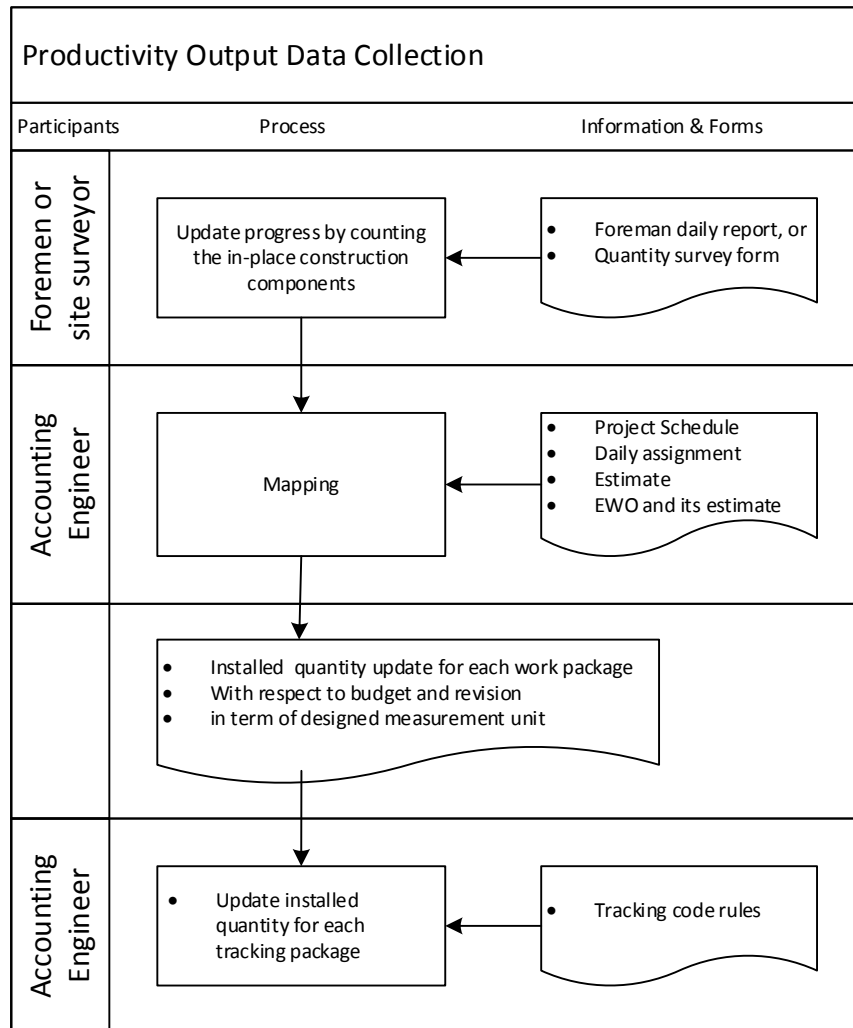 Productivity Output Data Collection
Participants
Process
Information & Forms
Foremen or
site surveyor
Update progress by counting
the in-place construction
components
• Foreman daily report, or
• Quantity survey form
Accounting
Engineer
Mapping
• Project Schedule
• Daily assignment
• Estimate
• EWO and its estimate
• Installed quantity update for each work package
• With respect to budget and revision
• in term of designed measurement unit
Accounting
Engineer
• Update installed
quantity for each
tracking package
• Tracking code rules